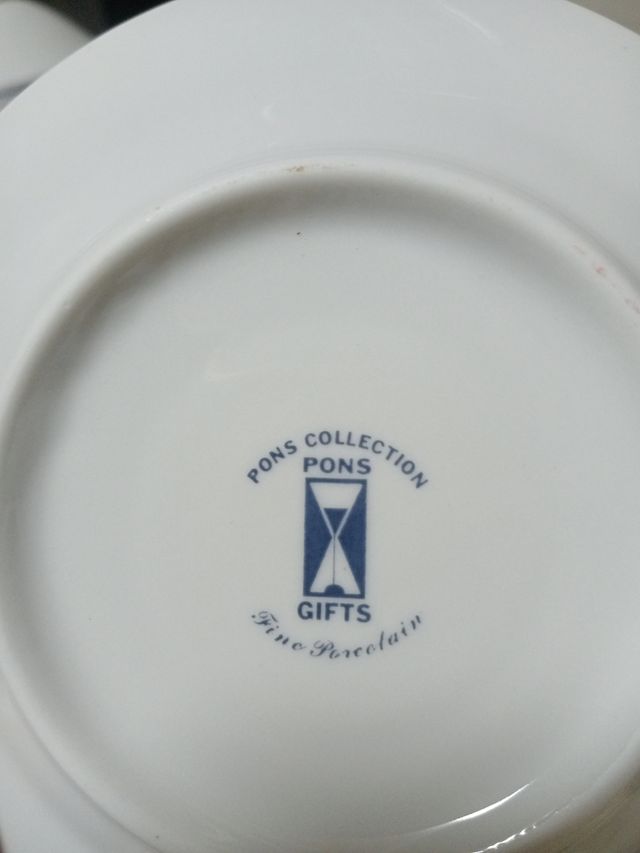 PONS COLLECTION
PONS
GIFTS
Fine Porcelain